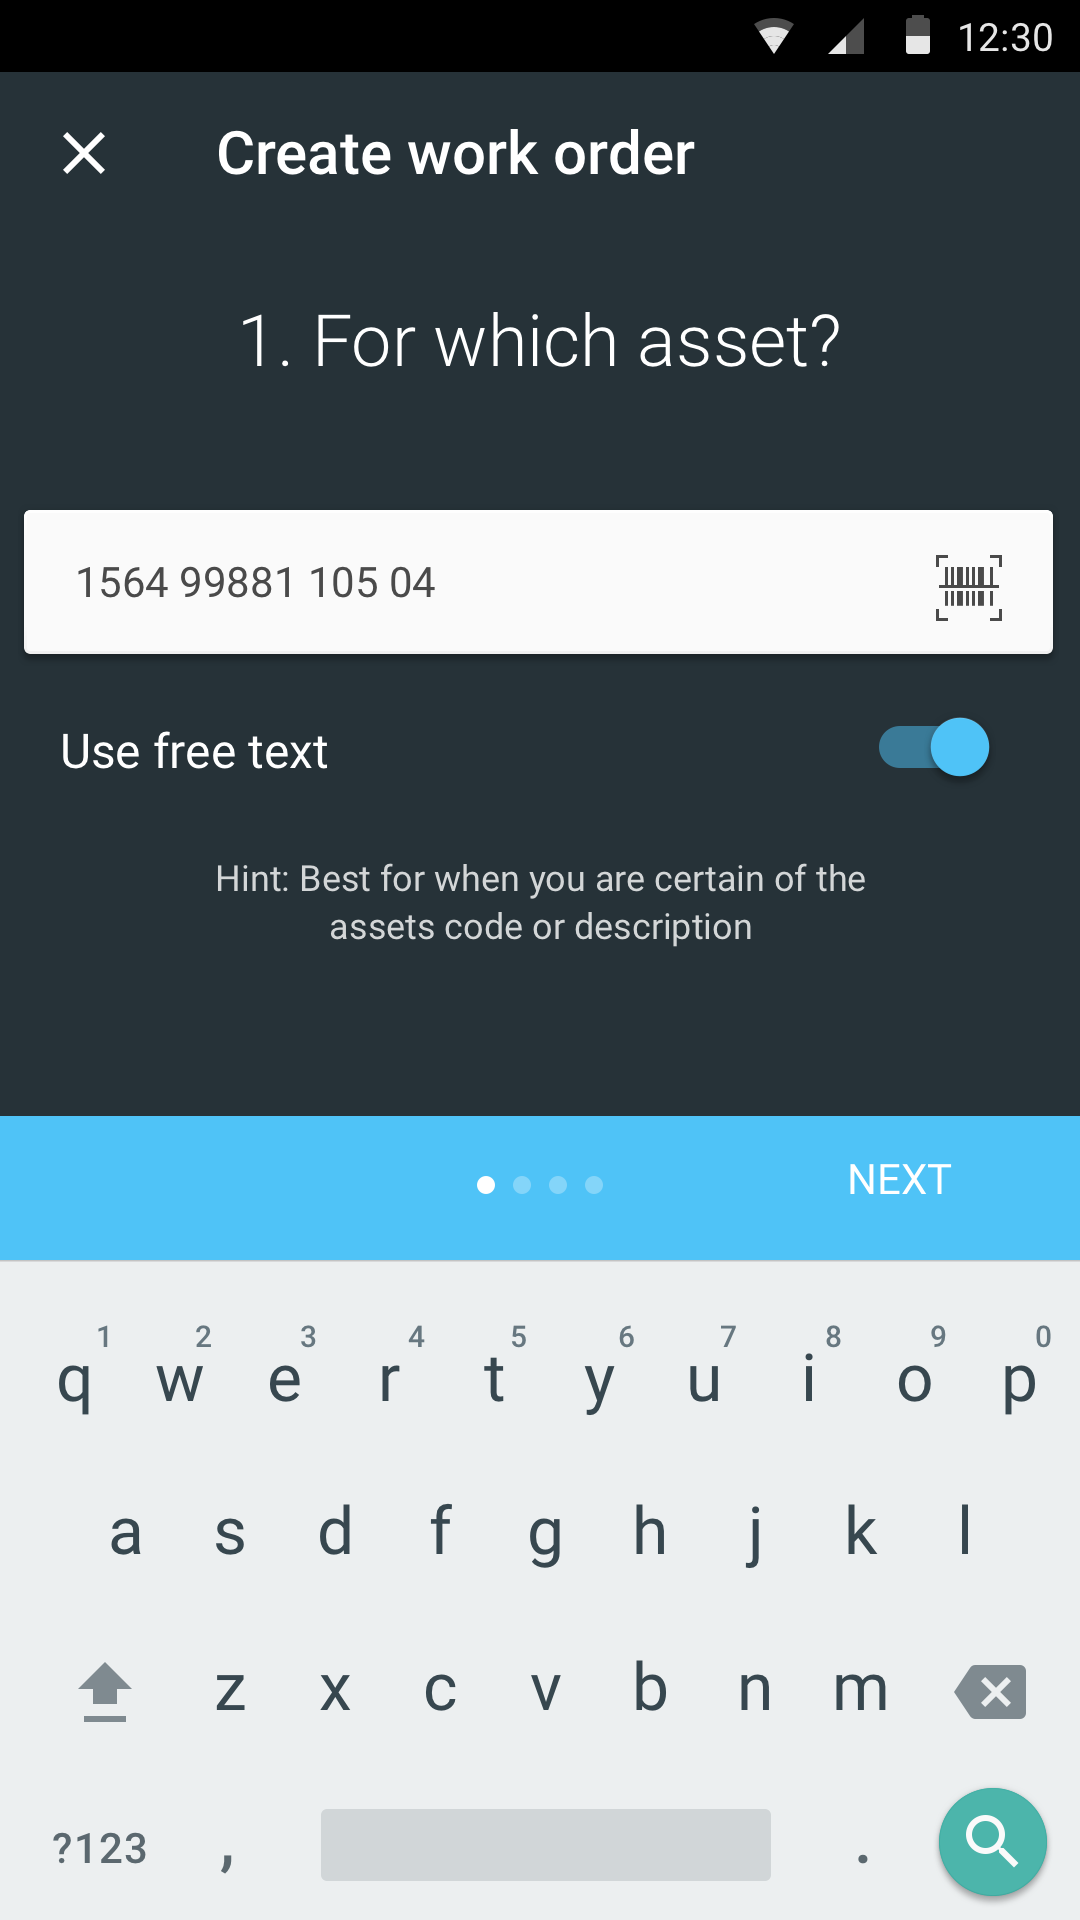 12:30
Create work order
1. For which asset?
1564 99881 105 04
Use free text
Hint: Best for when you are certain of the
assets code or description
NEXT
1 2 3 4 5 6 7 8 9 0
q w e r t y u i o p
a s d f g h j k l
z x c v b n m
?123 , .